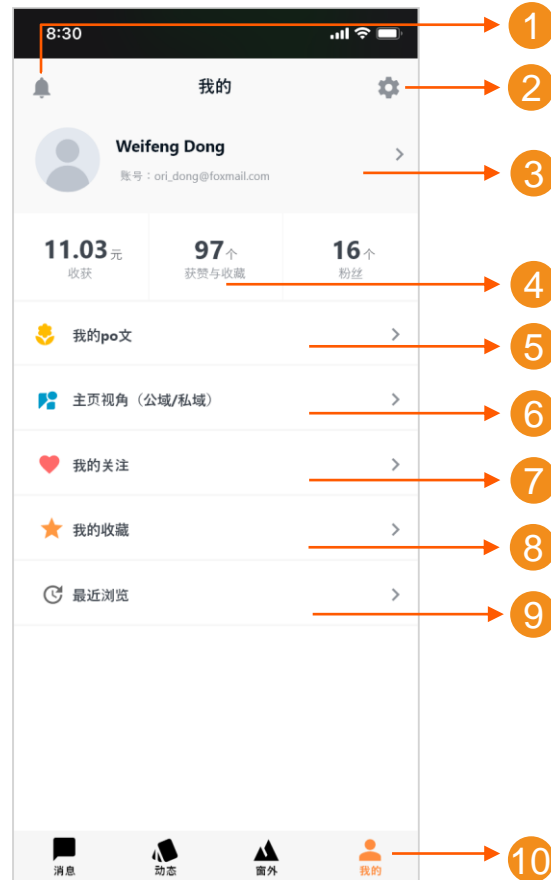 1
8:30
我的
2
Weifeng Dong
账号：ori_dong@foxmail.com
3
11.03元 97个 16个
收获 获赞与收藏 粉丝
4
我的po文
5
主页视角（公域/私域）
6
我的关注
7
我的收藏
8
最近浏览
9
消息 动态 窗外 我的
10